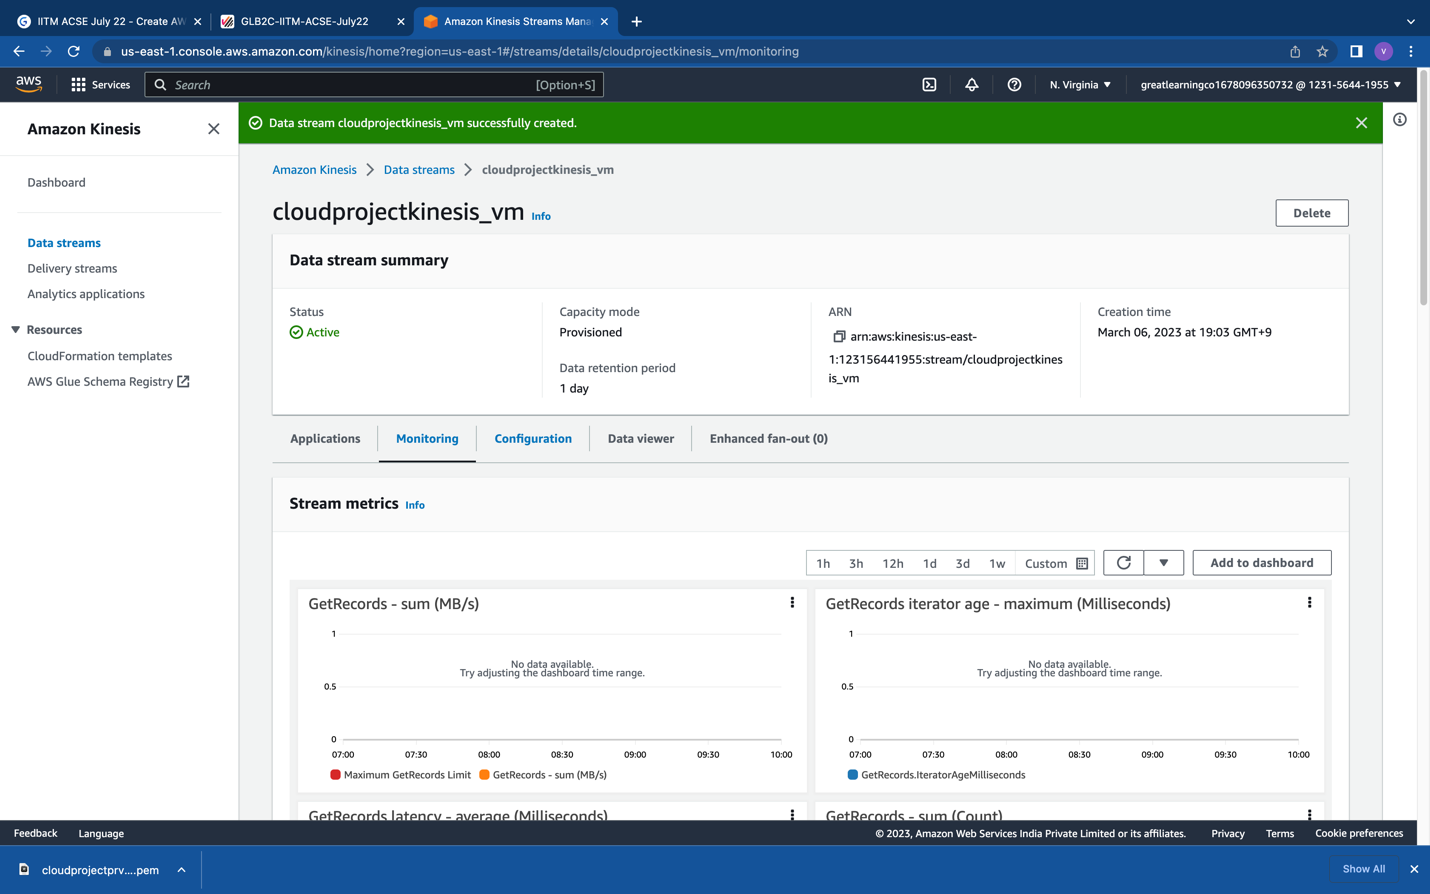 IITM ACSE July 22 - Create AW
GLB2C-IITM-ACSE-July22
Amazon Kinesis Streams Mana
us-east-1.console.aws.amazon.com/kinesis/home?region=us-east-1#/streams/details/cloudprojectkinesis_vm/monitoring
V
aws
Services
Search
[Option+S]
N. Virginia
greatlearningco1678096350732 @ 1231-5644-1955
Amazon Kinesis
Dashboard
Data streams
Delivery streams
Analytics applications
Resources
CloudFormation templates
AWS Glue Schema Registry
Data stream cloudprojectkinesis_vm successfully created.
Amazon Kinesis
Data streams
cloudprojectkinesis_vm
cloudprojectkinesis_vm Info
Delete
Data stream summary
Status
Active
Capacity mode
Provisioned
Data retention period
1 day
ARN
arn:aws:kinesis:us-east-
1:123156441955:stream/cloudprojectkines
is_vm
Creation time
March 06, 2023 at 19:03 GMT+9
Applications
Monitoring
Configuration
Data viewer
Enhanced fan-out (0)
Stream metrics Info
1h 3h 12h 1d 3d 1w Custom
Add to dashboard
GetRecords - sum (MB/s)
1
No data available.
Try adjusting the dashboard time range.
0.5
0
07:00 07:30 08:00 08:30 09:00 09:30 10:00
Maximum GetRecords Limit GetRecords - sum (MB/s)
GetRecords iterator age - maximum (Milliseconds)
1
No data available.
Try adjusting the dashboard time range.
0.5
0
07:00 07:30 08:00 08:30 09:00 09:30 10:00
GetRecords.IteratorAgeMilliseconds
GetRecords latency - average (Milliseconds)
GetRecords - sum (Count)
Feedback
Language
© 2023, Amazon Web Services India Private Limited or its affiliates.
Privacy
Terms
Cookie preferences
cloudprojectprv....pem
Show All